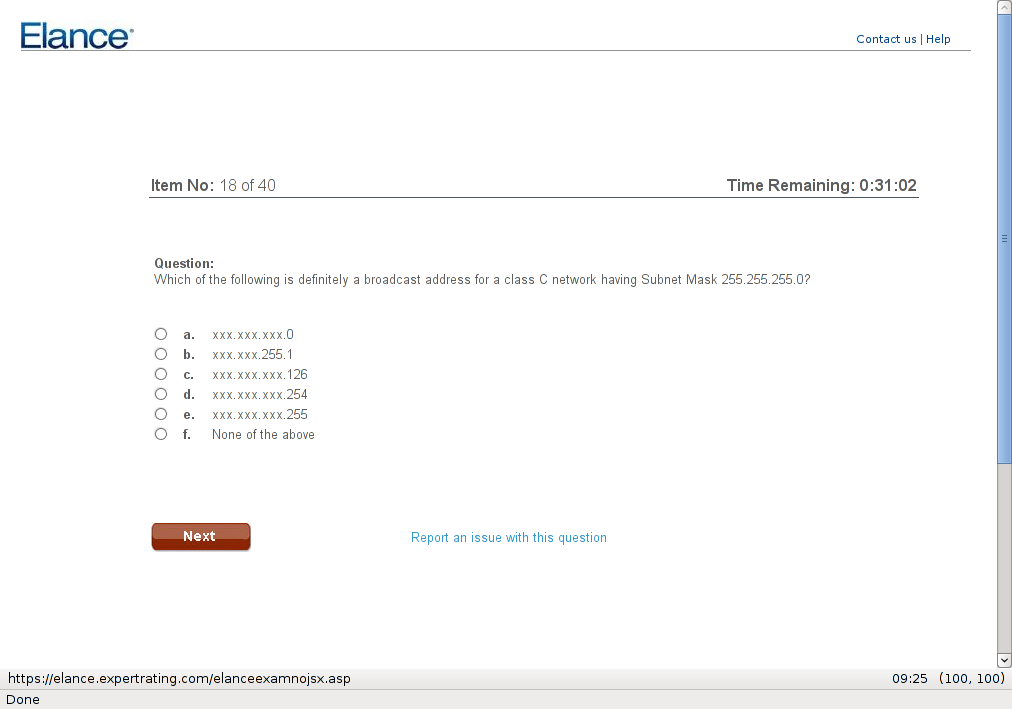 Elance
Contact us | Help
Item No: 18 of 40
Time Remaining: 0:31:02
Question:
Which of the following is definitely a broadcast address for a class C network having Subnet Mask 255.255.255.0?
a. xxx.xxx.xxx.0
b. xxx.xxx.255.1
c. xxx.xxx.xxx.126
d. xxx.xxx.xxx.254
e. xxx.xxx.xxx.255
f. None of the above
Next
Report an issue with this question
https://elance.expertrating.com/elanceexamnojsx.asp
09:25 (100, 100)
Done